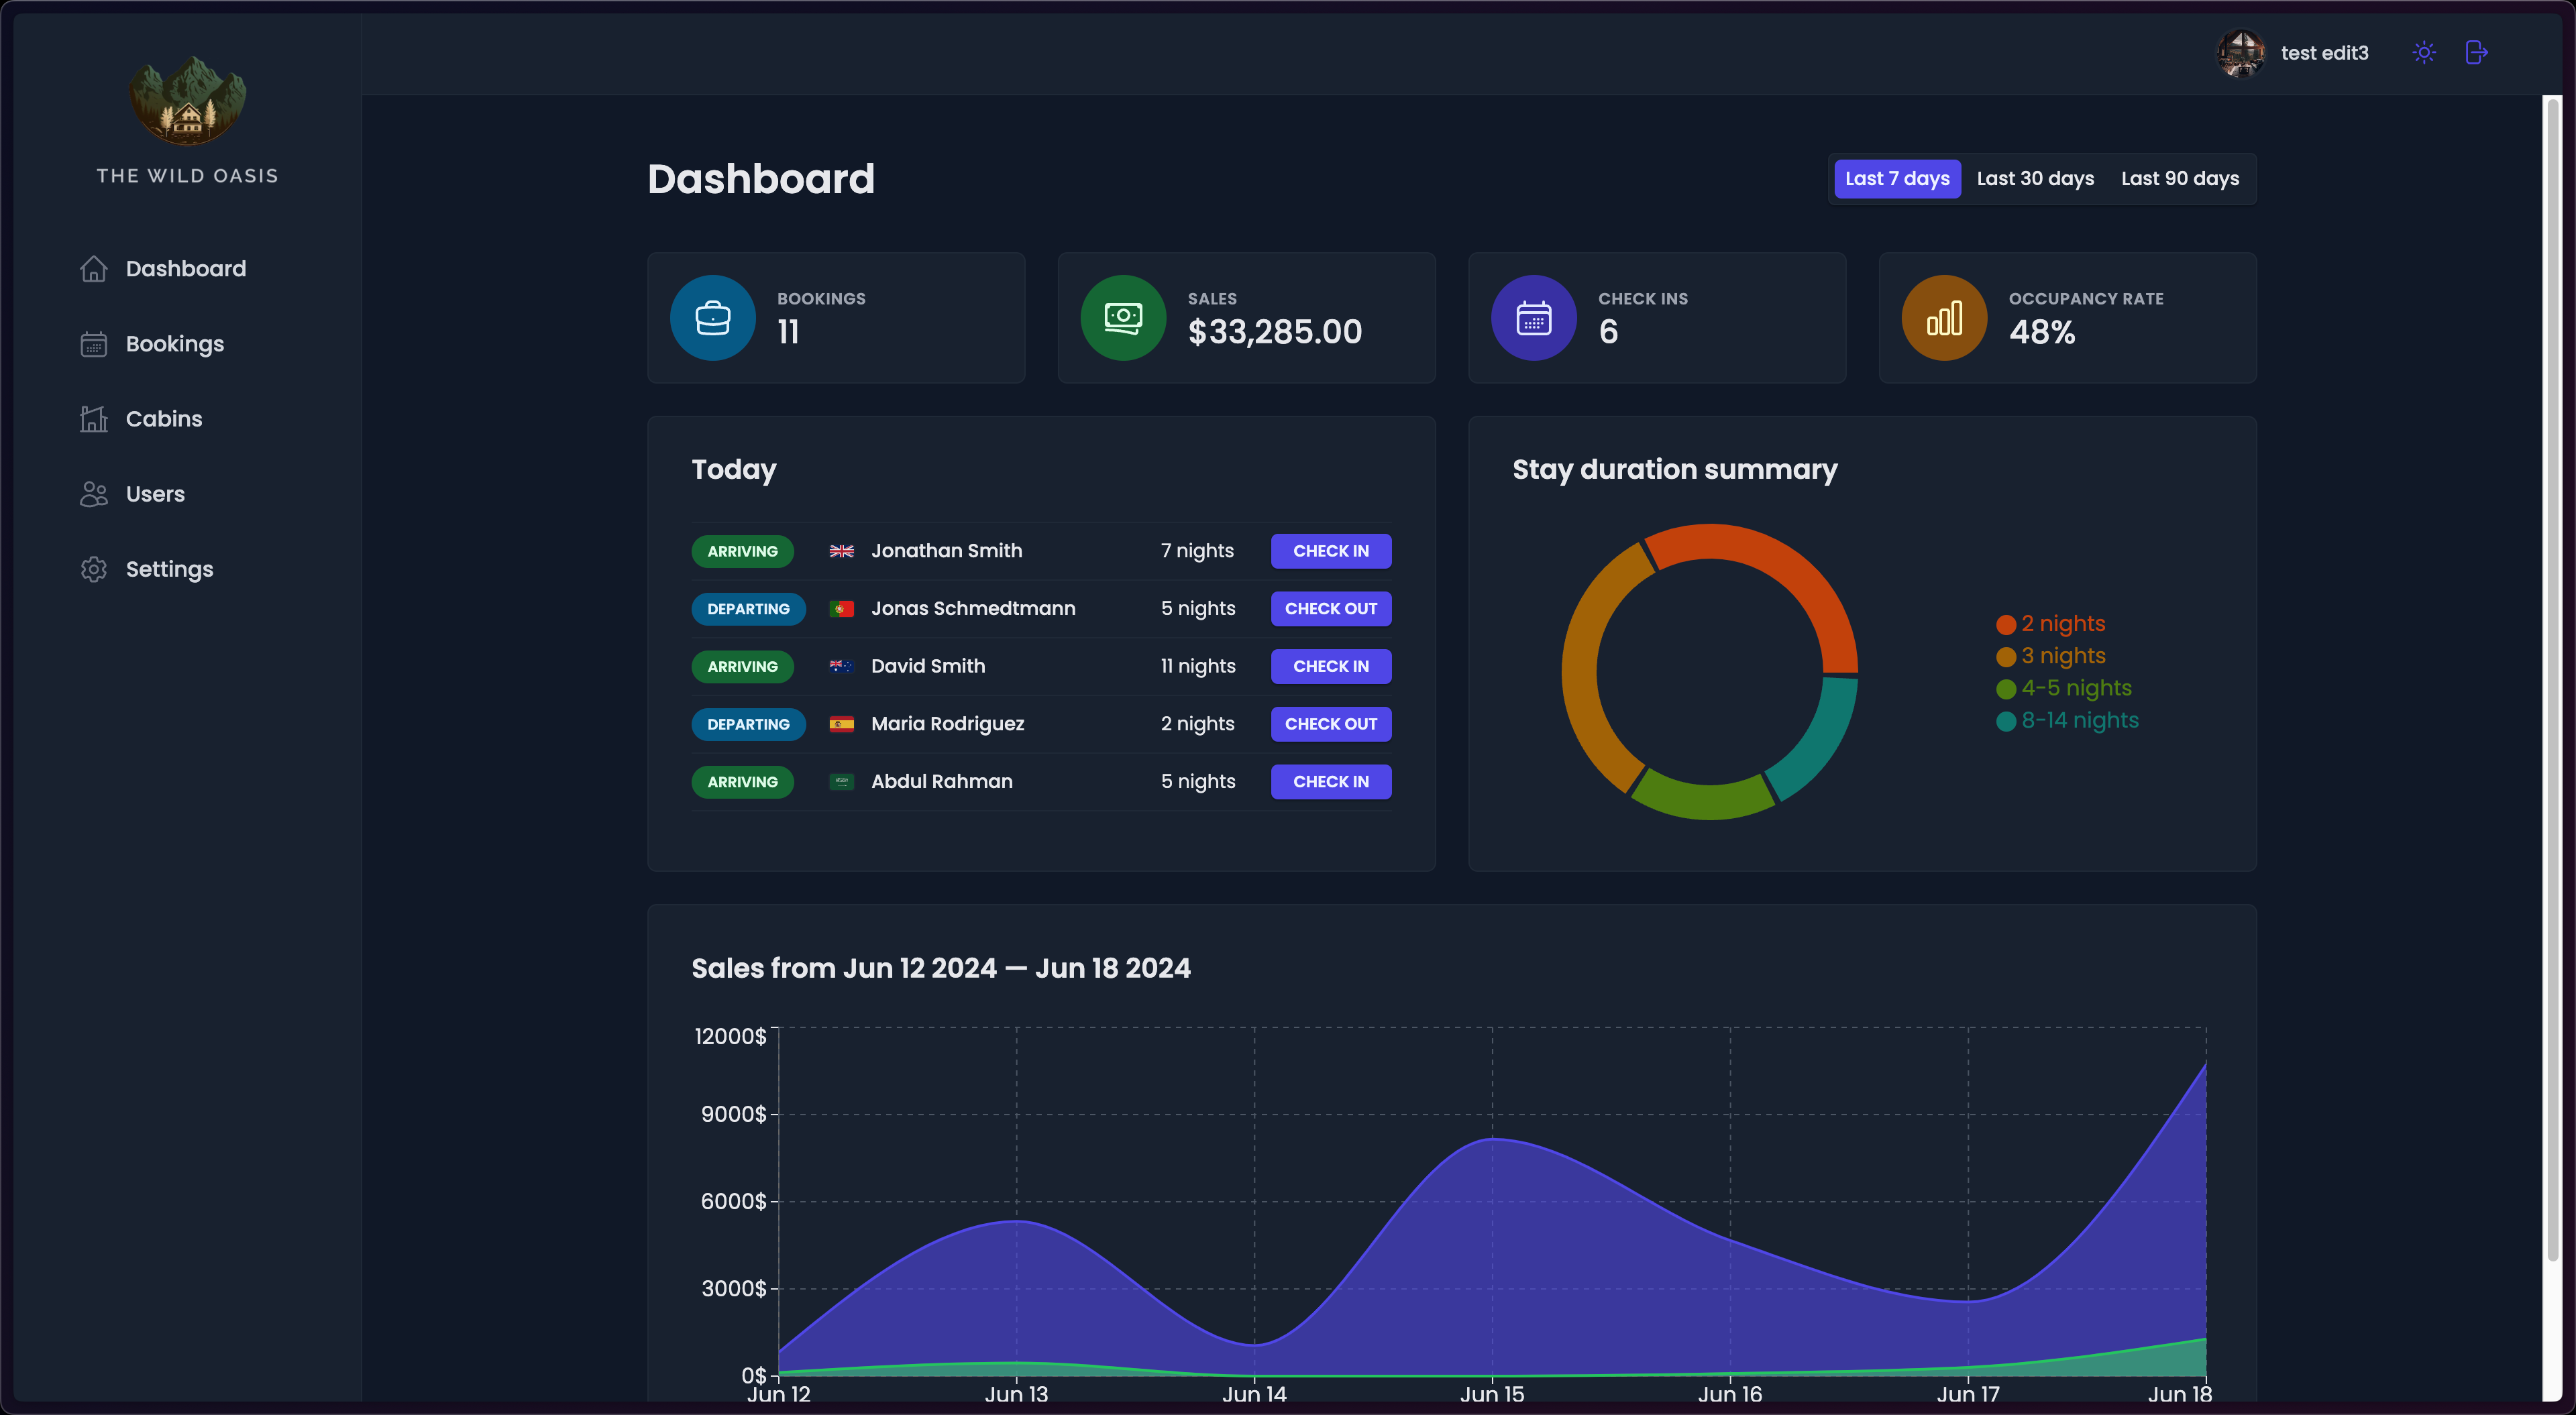 test edit3
THE WILD OASIS
Dashboard
Bookings
Cabins
Users
Settings
Dashboard
Last 7 days Last 30 days Last 90 days
BOOKINGS
11
SALES
$33,285.00
CHECK INS
6
OCCUPANCY RATE
48%
Today
ARRIVING Jonathan Smith 7 nights CHECK IN
DEPARTING Jonas Schmedtmann 5 nights CHECK OUT
ARRIVING David Smith 11 nights CHECK IN
DEPARTING Maria Rodriguez 2 nights CHECK OUT
ARRIVING Abdul Rahman 5 nights CHECK IN
Stay duration summary
2 nights
3 nights
4-5 nights
8-14 nights
Sales from Jun 12 2024 — Jun 18 2024
12000$
9000$
6000$
3000$
0$
Jun 12 Jun 13 Jun 14 Jun 15 Jun 16 Jun 17 Jun 18